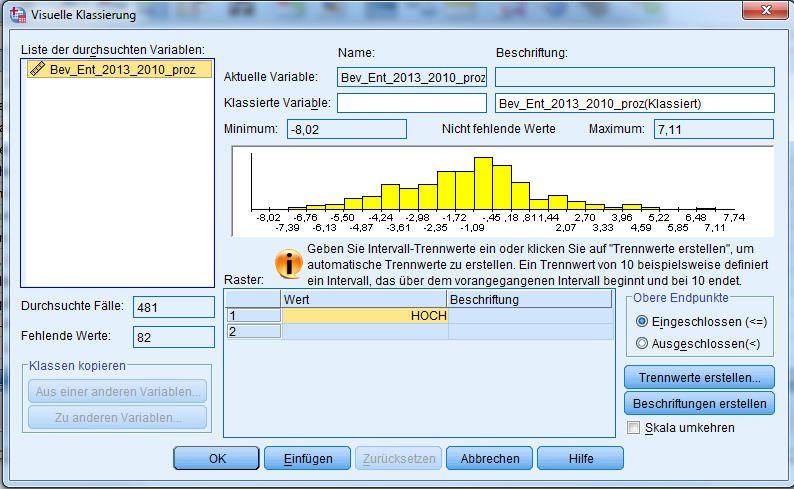 Visuelle Klassierung
Liste der durchsuchten Variablen:
Bev_Ent_2013_2010_proz
Name:
Beschriftung:
Aktuelle Variable:
Bev_Ent_2013_2010_proz
Klassierte Variable:
Bev_Ent_2013_2010_proz(Klassiert)
Minimum:
-8,02
Nicht fehlende Werte
Maximum:
7,11
-8,02 -6,76 -5,50 -4,24 -2,98 -1,72 -,45 ,18 ,81 1,44 2,70 3,96 5,22 6,48 7,74
-7,39 -6,13 -4,87 -3,61 -2,35 -1,09 2,07 3,33 4,59 5,85 7,11
Geben Sie Intervall-Trennwerte ein oder klicken Sie auf "Trennwerte erstellen", um
automatische Trennwerte zu erstellen. Ein Trennwert von 10 beispielsweise definiert
ein Intervall, das über dem vorangegangenen Intervall beginnt und bei 10 endet.
Raster:
Wert
Beschriftung
1
HOCH
2
Durchsuchte Fälle:
481
Fehlende Werte:
82
Klassen kopieren
Aus einer anderen Variablen...
Zu anderen Variablen...
Obere Endpunkte
Eingeschlossen (<=)
Ausgeschlossen(<)
Trennwerte erstellen...
Beschriftungen erstellen
Skala umkehren
OK
Einfügen
Zurücksetzen
Abbrechen
Hilfe